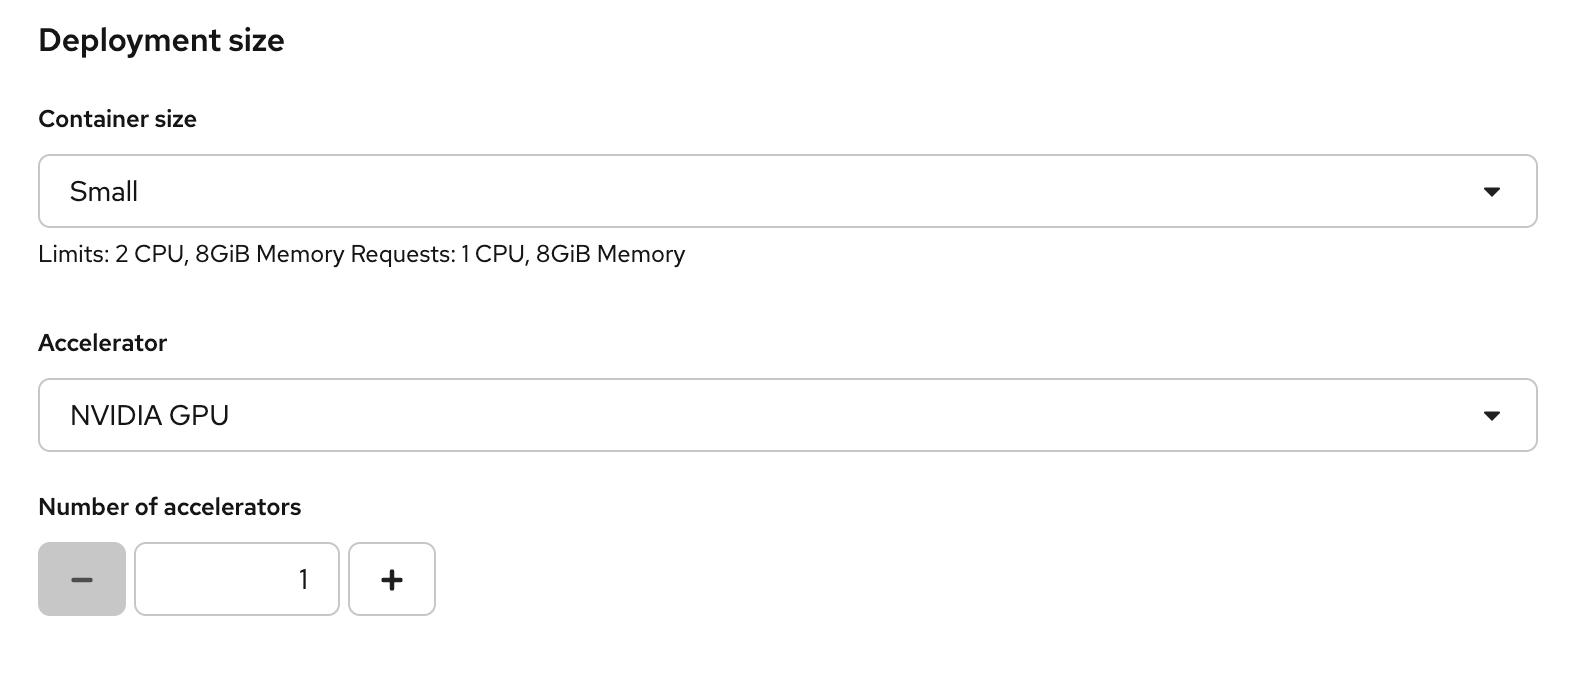 Deployment size
Container size
Small
Limits: 2 CPU, 8GiB Memory Requests: 1 CPU, 8GiB Memory
Accelerator
NVIDIA GPU
Number of accelerators
1